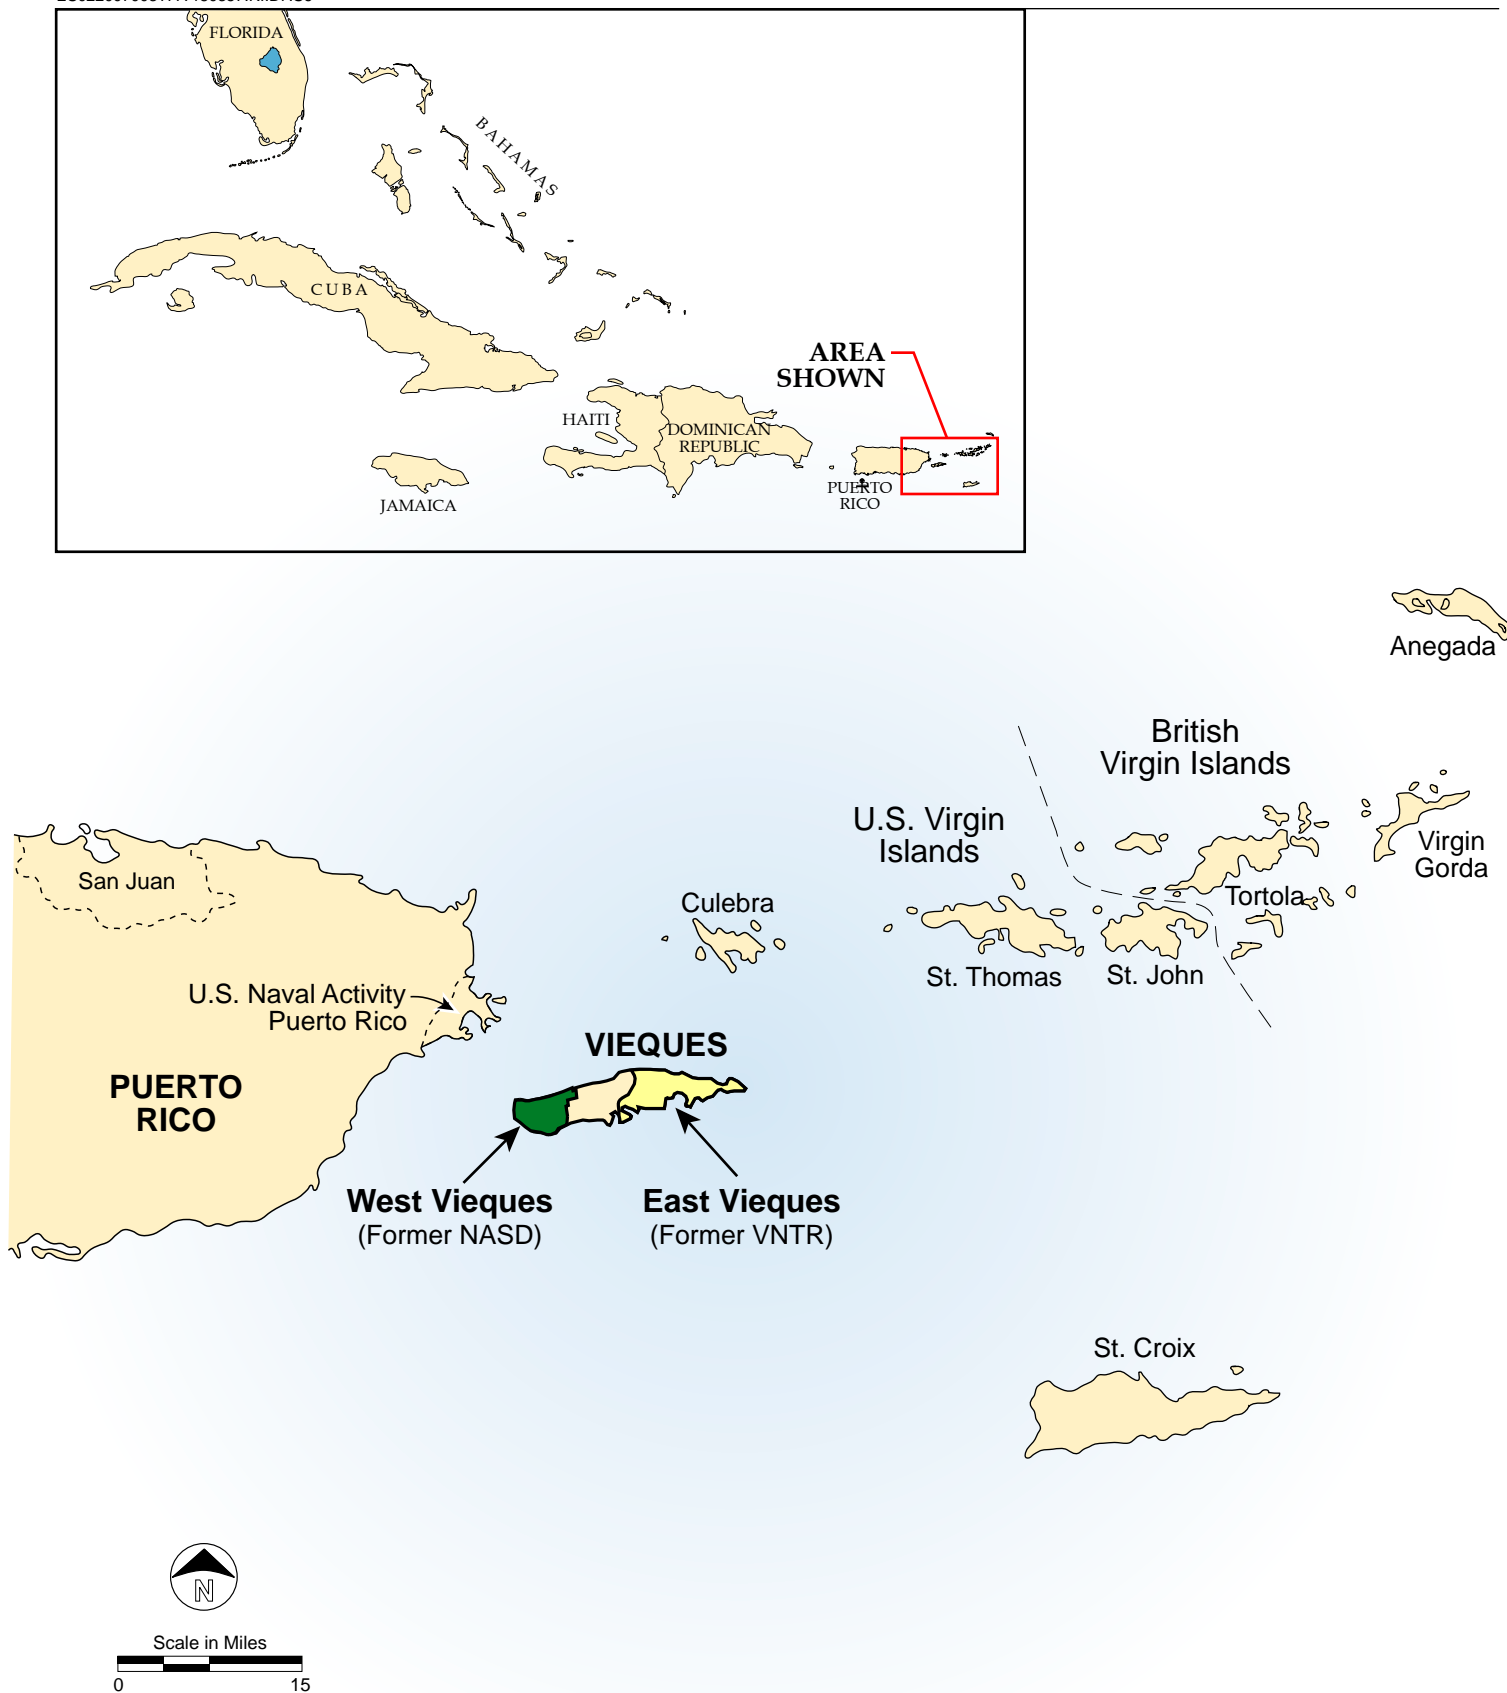 FLORIDA
BAHAMAS
CUBA
AREA
SHOWN
HAITI
DOMINICAN
REPUBLIC
PUERTO
RICO
JAMAICA
Anegada
British
Virgin Islands
U.S. Virgin
Islands
Virgin
Gorda
San Juan
Culebra
Tortola
St. Thomas
St. John
U.S. Naval Activity
Puerto Rico
VIEQUES
PUERTO
RICO
West Vieques
(Former NASD)
East Vieques
(Former VNTR)
St. Croix
N
Scale in Miles
0 15